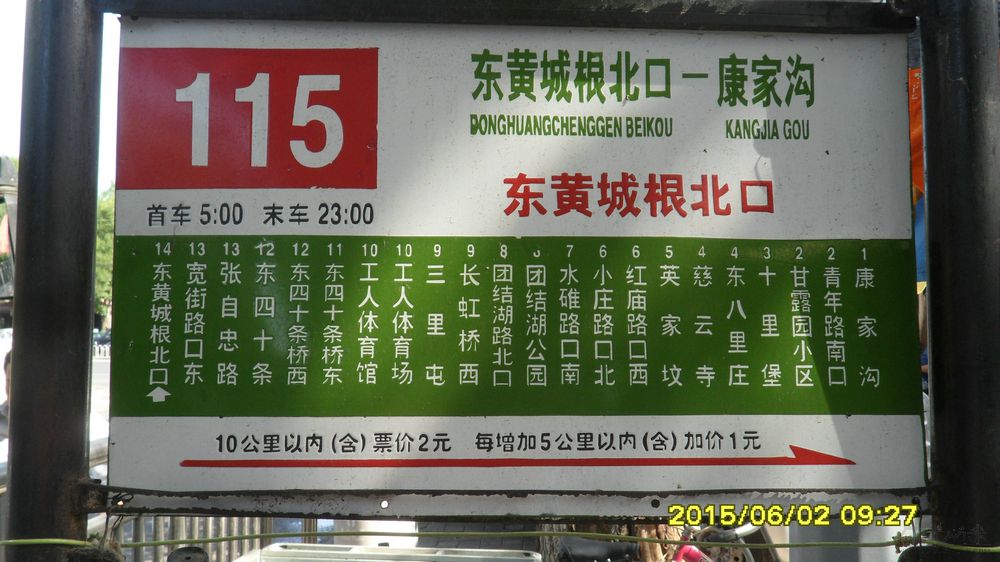 115
东黄城根北口－康家沟
DONGHUANGCHENGGEN BEIKOU KANGJIA GOU
东黄城根北口
首车 5:00 末车 23:00
14 东黄城根北口
13 宽街路口东
13 张自忠路
12 东四十条
12 东四十条桥西
11 东四十条桥东
10 工人体育馆
10 工人体育场
9 三里屯
9 长虹桥西
8 团结湖路北口
团结湖公园
7 水碓路口南
6 小庄路口北
6 红庙路口西
5 英家坟
4 慈云寺
4 东八里庄
3 十里堡
2 甘露园小区
2 青年路南口
1 康家沟
10公里以内(含)票价2元 每增加5公里以内(含)加价1元
2015/06/02 09:27